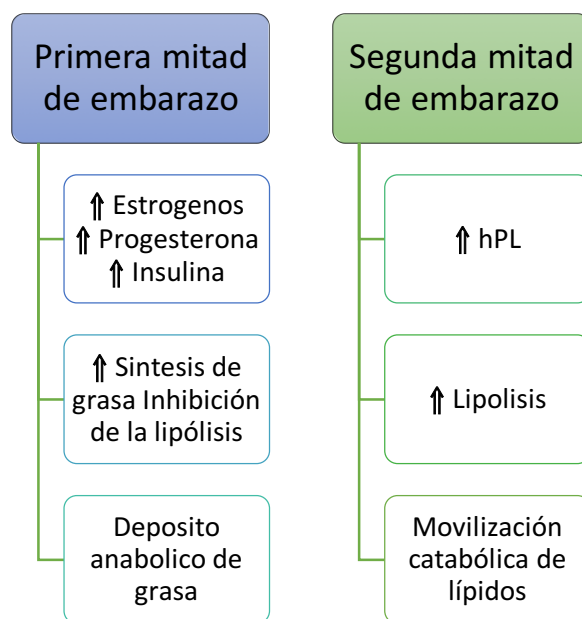 Primera mitad
de embarazo
⇑ Estrogenos
⇑ Progesterona
⇑ Insulina
⇑ Sintesis de
grasa Inhibición
de la lipólisis
Deposito
anabolico de
grasa
Segunda mitad
de embarazo
⇑ hPL
⇑ Lipolisis
Movilización
catabólica de
lípidos